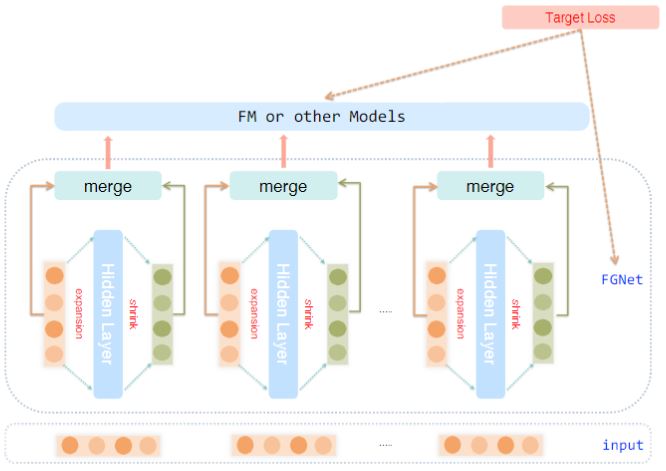 Target Loss
FM or other Models
merge
merge
merge
expansion
Hidden Layer
shrink
expansion
Hidden Layer
shrink
.....
expansion
Hidden Layer
shrink
FGNet
.....
input